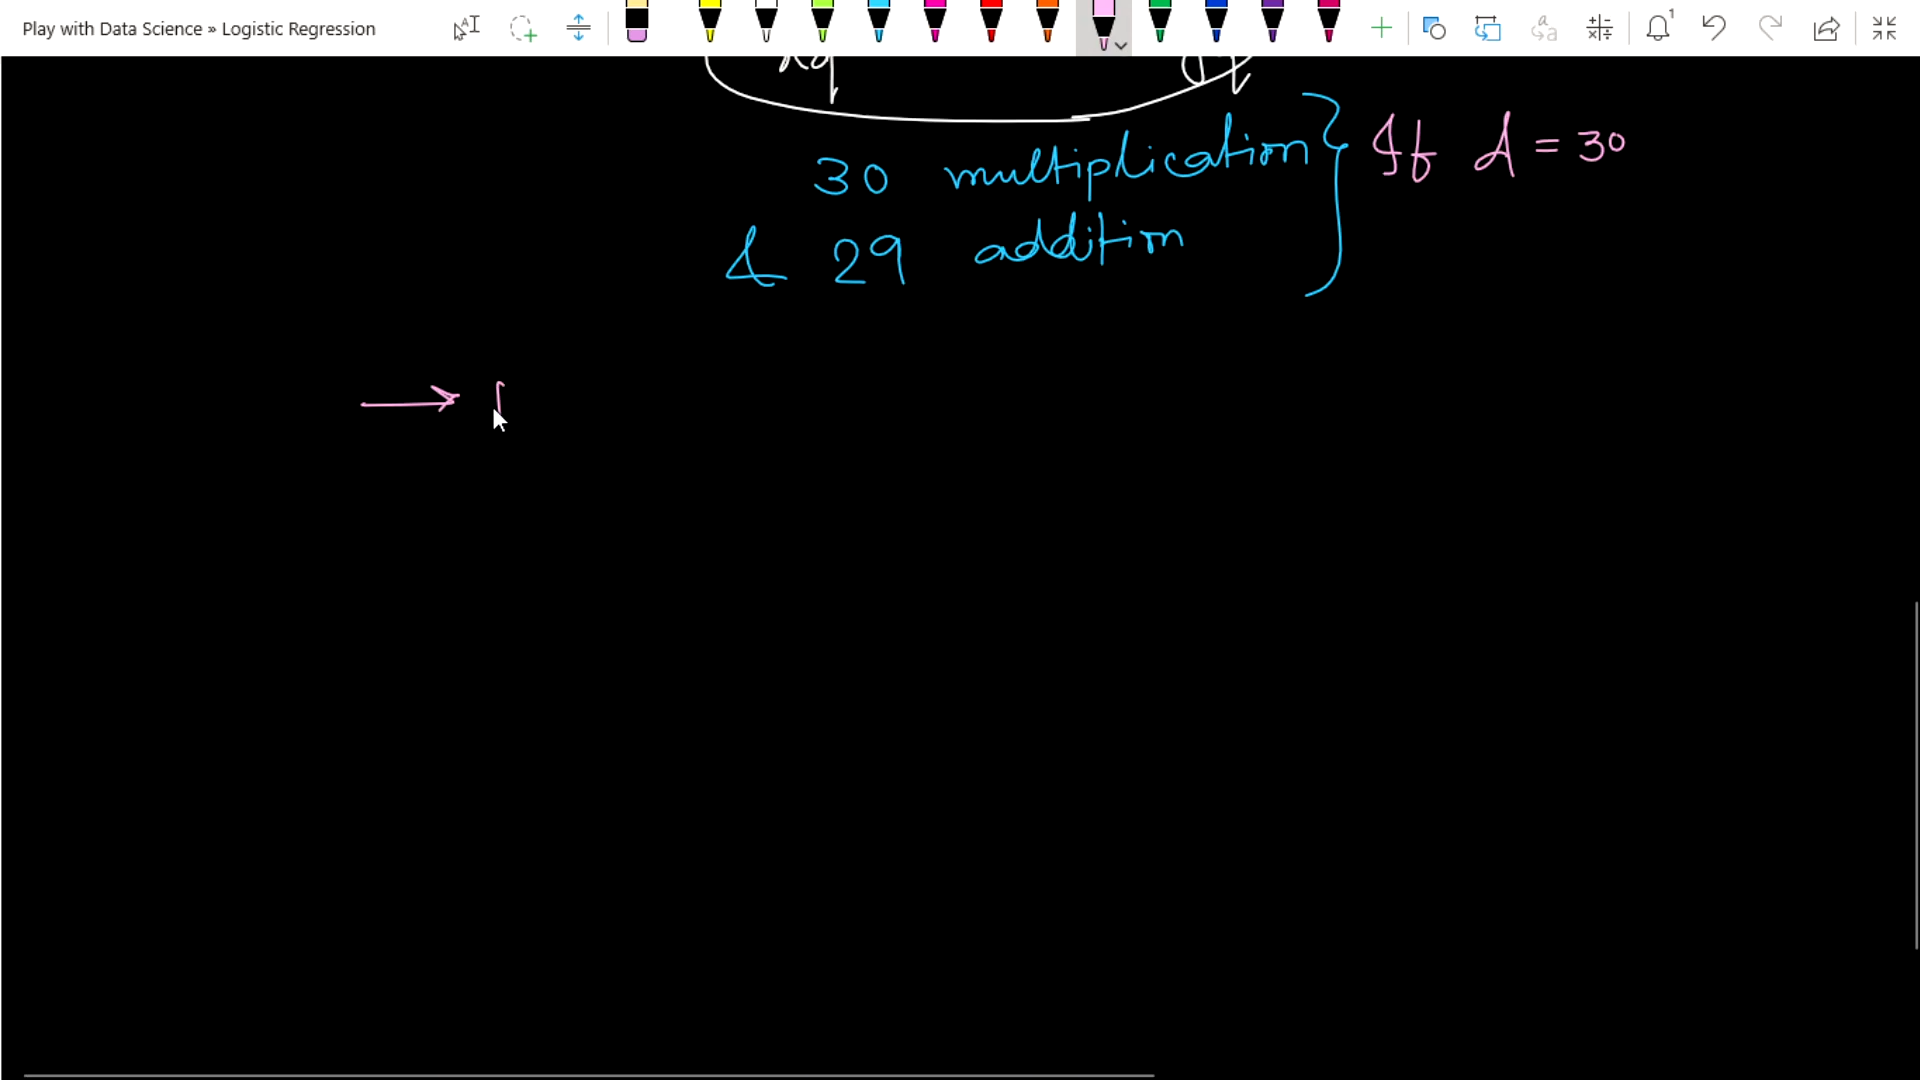 Play with Data Science » Logistic Regression
30 multiplication } If d = 30
& 29 addition
→